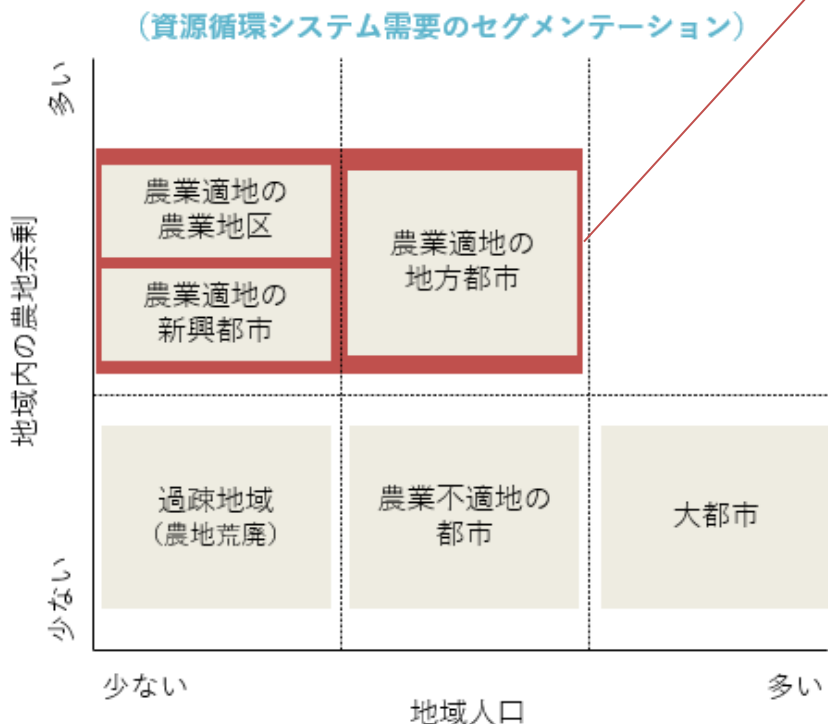 (資源循環システム需要のセグメンテーション)
多い
地域内の農地余剰
少ない
農業適地の
農業地区
農業適地の
新興都市
農業適地の
地方都市
過疎地域
(農地荒廃)
農業不適地の
都市
大都市
少ない
地域人口
多い